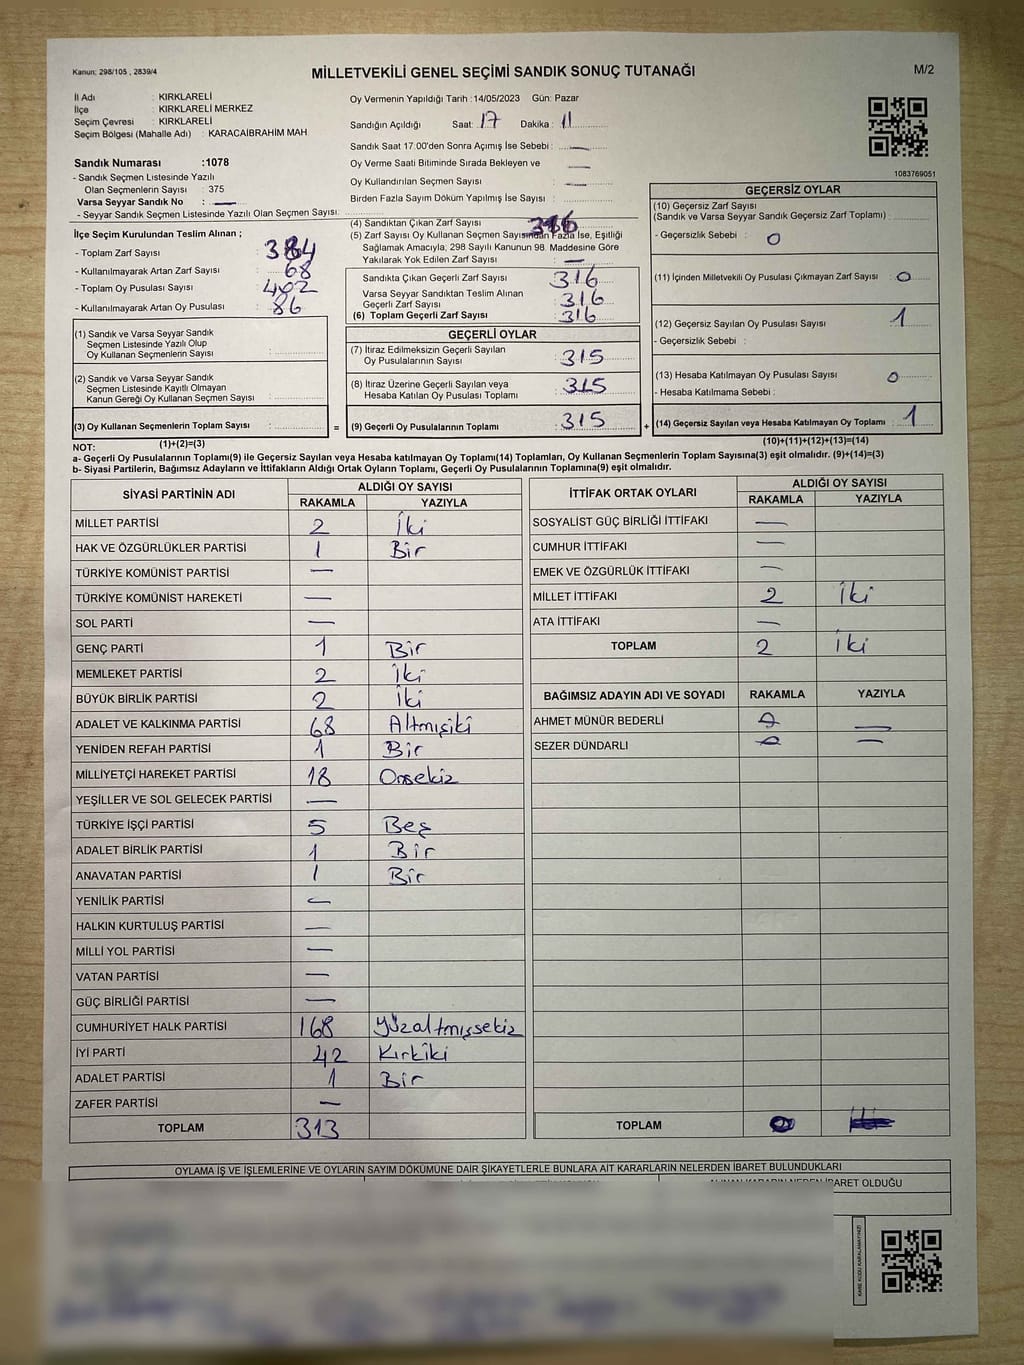 Kanun: 298/105 , 2839/4
MİLLETVEKİLİ GENEL SEÇİMİ SANDIK SONUÇ TUTANAĞI
M/2
İl Adı : KIRKLARELİ
İlçe : KIRKLARELİ MERKEZ
Seçim Çevresi : KIRKLARELİ
Seçim Bölgesi (Mahalle Adı) : KARACAİBRAHİM MAH
Sandık Numarası :1078
- Sandık Seçmen Listesinde Yazılı
Olan Seçmenlerin Sayısı : 375
Varsa Seyyar Sandık No : —
- Seyyar Sandık Seçmen Listesinde Yazılı Olan Seçmen Sayısı:
Oy Vermenin Yapıldığı Tarih :14/05/2023 Gün: Pazar
Sandığın Açıldığı Saat: 17 Dakika : 11
Sandık Saat 17:00'den Sonra Açımış İse Sebebi : —
Oy Verme Saati Bitiminde Sırada Bekleyen ve —
Oy Kullandırılan Seçmen Sayısı : —
Birden Fazla Sayım Döküm Yapılmış İse Sayısı :
1083769051
İlçe Seçim Kurulundan Teslim Alınan ;
- Toplam Zarf Sayısı : 384
- Kullanılmayarak Artan Zarf Sayısı : 68
- Toplam Oy Pusulası Sayısı : 402
- Kullanılmayarak Artan Oy Pusulası : 86
(4) Sandıktan Çıkan Zarf Sayısı 316
(5) Zarf Sayısı Oy Kullanan Seçmen Sayısından Fazla İse, Eşitliği
Sağlamak Amacıyla, 298 Sayılı Kanunun 98. Maddesine Göre
Yakılarak Yok Edilen Zarf Sayısı : —
Sandıkta Çıkan Geçerli Zarf Sayısı : 316
Varsa Seyyar Sandıktan Teslim Alınan
Geçerli Zarf Sayısı : 316
(6) Toplam Geçerli Zarf Sayısı : 316
GEÇERSİZ OYLAR
(10) Geçersiz Zarf Sayısı
(Sandık ve Varsa Seyyar Sandık Geçersiz Zarf Toplamı) :
- Geçersizlik Sebebi : 0
(11) İçinden Milletvekili Oy Pusulası Çıkmayan Zarf Sayısı : 0
(12) Geçersiz Sayılan Oy Pusulası Sayısı : 1
- Geçersizlik Sebebi :
(13) Hesaba Katılmayan Oy Pusulası Sayısı : 0
- Hesaba Katılmama Sebebi :
(14) Geçersiz Sayılan veya Hesaba Katılmayan Oy Toplamı : 1
(1) Sandık ve Varsa Seyyar Sandık
Seçmen Listesinde Yazılı Olup
Oy Kullanan Seçmenlerin Sayısı :
(2) Sandık ve Varsa Seyyar Sandık
Seçmen Listesinde Kayıtlı Olmayan
Kanun Gereği Oy Kullanan Seçmen Sayısı :
(3) Oy Kullanan Seçmenlerin Toplam Sayısı :
=
GEÇERLİ OYLAR
(7) İtiraz Edilmeksizin Geçerli Sayılan
Oy Pusulalarının Sayısı : 315
(8) İtiraz Üzerine Geçerli Sayılan veya
Hesaba Katılan Oy Pusulası Toplamı : 315
(9) Geçerli Oy Pusulalarının Toplamı : 315
+
(1)+(2)=(3)
(10)+(11)+(12)+(13)=(14)
NOT:
a- Geçerli Oy Pusulalarının Toplamı(9) ile Geçersiz Sayılan veya Hesaba katılmayan Oy Toplamı(14) Toplamları, Oy Kullanan Seçmenlerin Toplam Sayısına(3) eşit olmalıdır. (9)+(14)=(3)
b- Siyasi Partilerin, Bağımsız Adayların ve İttifakların Aldığı Ortak Oyların Toplamı, Geçerli Oy Pusulalarının Toplamına(9) eşit olmalıdır.
SİYASİ PARTİNİN ADI
ALDIĞI OY SAYISI
RAKAMLA YAZIYLA
MİLLET PARTİSİ 2 İki
HAK VE ÖZGÜRLÜKLER PARTİSİ 1 Bir
TÜRKİYE KOMÜNİST PARTİSİ —
TÜRKİYE KOMÜNİST HAREKETİ —
SOL PARTİ —
GENÇ PARTİ 1 Bir
MEMLEKET PARTİSİ 2 İki
BÜYÜK BİRLİK PARTİSİ 2 İki
ADALET VE KALKINMA PARTİSİ 68 Altmışiki
YENİDEN REFAH PARTİSİ 1 Bir
MİLLİYETÇİ HAREKET PARTİSİ 18 Onsekiz
YEŞİLLER VE SOL GELECEK PARTİSİ —
TÜRKİYE İŞÇİ PARTİSİ 5 Beş
ADALET BİRLİK PARTİSİ 1 Bir
ANAVATAN PARTİSİ 1 Bir
YENİLİK PARTİSİ —
HALKIN KURTULUŞ PARTİSİ —
MİLLİ YOL PARTİSİ —
VATAN PARTİSİ —
GÜÇ BİRLİĞİ PARTİSİ —
CUMHURİYET HALK PARTİSİ 168 Yüzaltmışsekiz
İYİ PARTİ 42 Kırkiki
ADALET PARTİSİ 1 Bir
ZAFER PARTİSİ —
TOPLAM 313
İTTİFAK ORTAK OYLARI
ALDIĞI OY SAYISI
RAKAMLA YAZIYLA
SOSYALİST GÜÇ BİRLİĞİ İTTİFAKI —
CUMHUR İTTİFAKI —
EMEK VE ÖZGÜRLÜK İTTİFAKI —
MİLLET İTTİFAKI 2 İki
ATA İTTİFAKI —
TOPLAM 2 İki
BAĞIMSIZ ADAYIN ADI VE SOYADI RAKAMLA YAZIYLA
AHMET MÜNÜR BEDERLİ 0 —
SEZER DÜNDARLI 0 —
TOPLAM 0
OYLAMA İŞ VE İŞLEMLERİNE VE OYLARIN SAYIM DÖKÜMÜNE DAİR ŞİKAYETLERLE BUNLARA AİT KARARLARIN NELERDEN İBARET BULUNDUKLARI
ALINAN KARARIN NEDEN İBARET OLDUĞU
KARE KODU KARALAMAYINIZ!